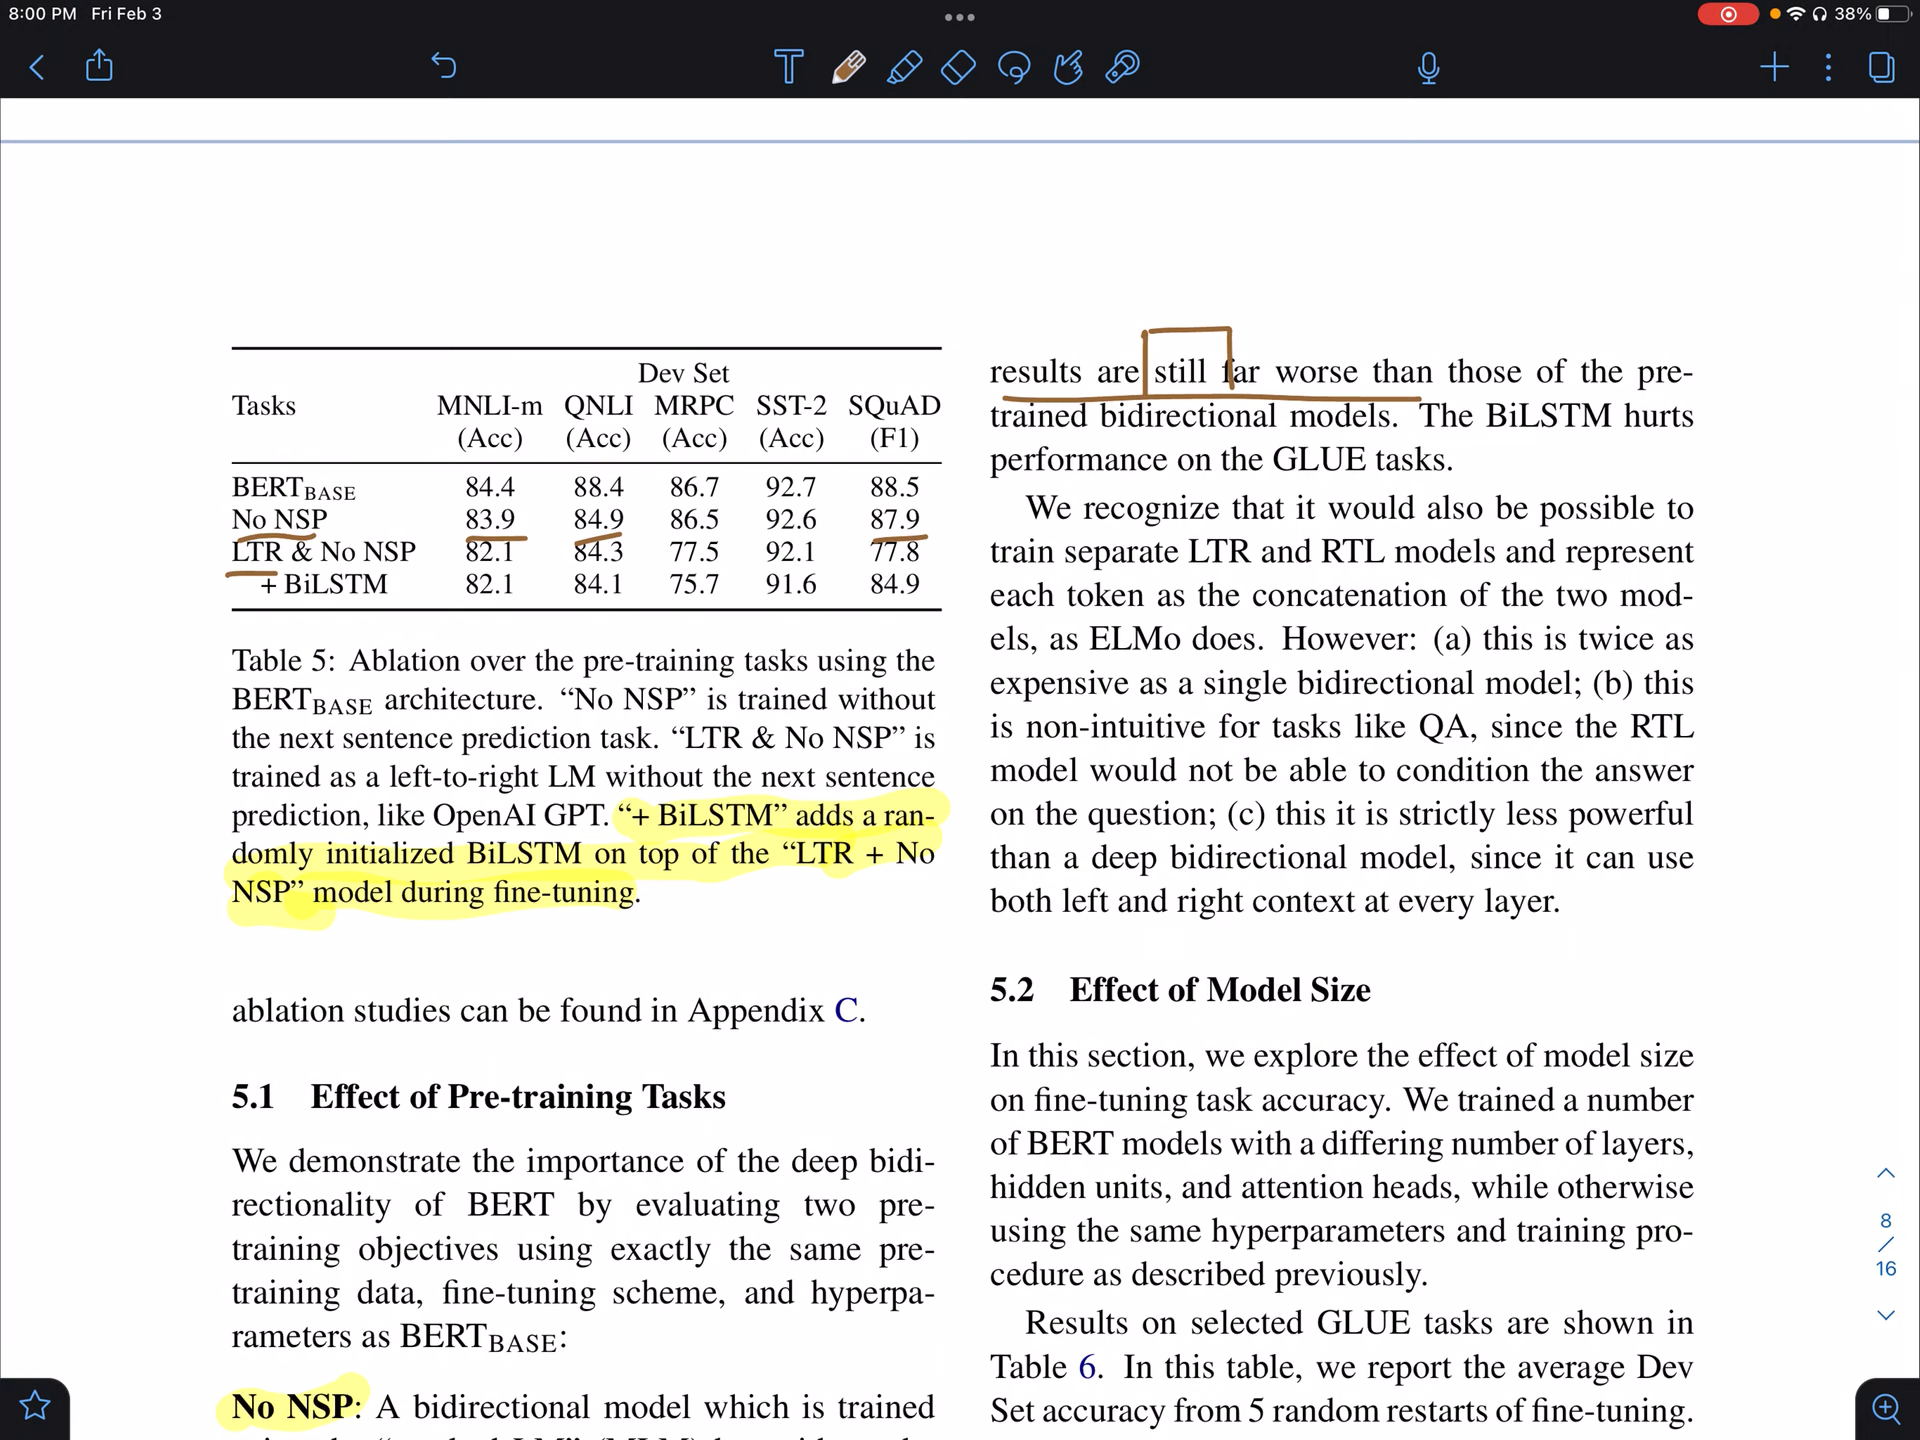 8:00 PM Fri Feb 3
38%
Dev Set
Tasks MNLI-m QNLI MRPC SST-2 SQuAD
(Acc) (Acc) (Acc) (Acc) (F1)
BERTBASE 84.4 88.4 86.7 92.7 88.5
No NSP 83.9 84.9 86.5 92.6 87.9
LTR & No NSP 82.1 84.3 77.5 92.1 77.8
+ BiLSTM 82.1 84.1 75.7 91.6 84.9
Table 5: Ablation over the pre-training tasks using the
BERTBASE architecture. “No NSP” is trained without
the next sentence prediction task. “LTR & No NSP” is
trained as a left-to-right LM without the next sentence
prediction, like OpenAI GPT. “+ BiLSTM” adds a ran-
domly initialized BiLSTM on top of the “LTR + No
NSP” model during fine-tuning.
ablation studies can be found in Appendix C.
5.1 Effect of Pre-training Tasks
We demonstrate the importance of the deep bidi-
rectionality of BERT by evaluating two pre-
training objectives using exactly the same pre-
training data, fine-tuning scheme, and hyperpa-
rameters as BERTBASE:
No NSP: A bidirectional model which is trained
results are still far worse than those of the pre-
trained bidirectional models. The BiLSTM hurts
performance on the GLUE tasks.
We recognize that it would also be possible to
train separate LTR and RTL models and represent
each token as the concatenation of the two mod-
els, as ELMo does. However: (a) this is twice as
expensive as a single bidirectional model; (b) this
is non-intuitive for tasks like QA, since the RTL
model would not be able to condition the answer
on the question; (c) this it is strictly less powerful
than a deep bidirectional model, since it can use
both left and right context at every layer.
5.2 Effect of Model Size
In this section, we explore the effect of model size
on fine-tuning task accuracy. We trained a number
of BERT models with a differing number of layers,
hidden units, and attention heads, while otherwise
using the same hyperparameters and training pro-
cedure as described previously.
Results on selected GLUE tasks are shown in
Table 6. In this table, we report the average Dev
Set accuracy from 5 random restarts of fine-tuning.
8
/
16